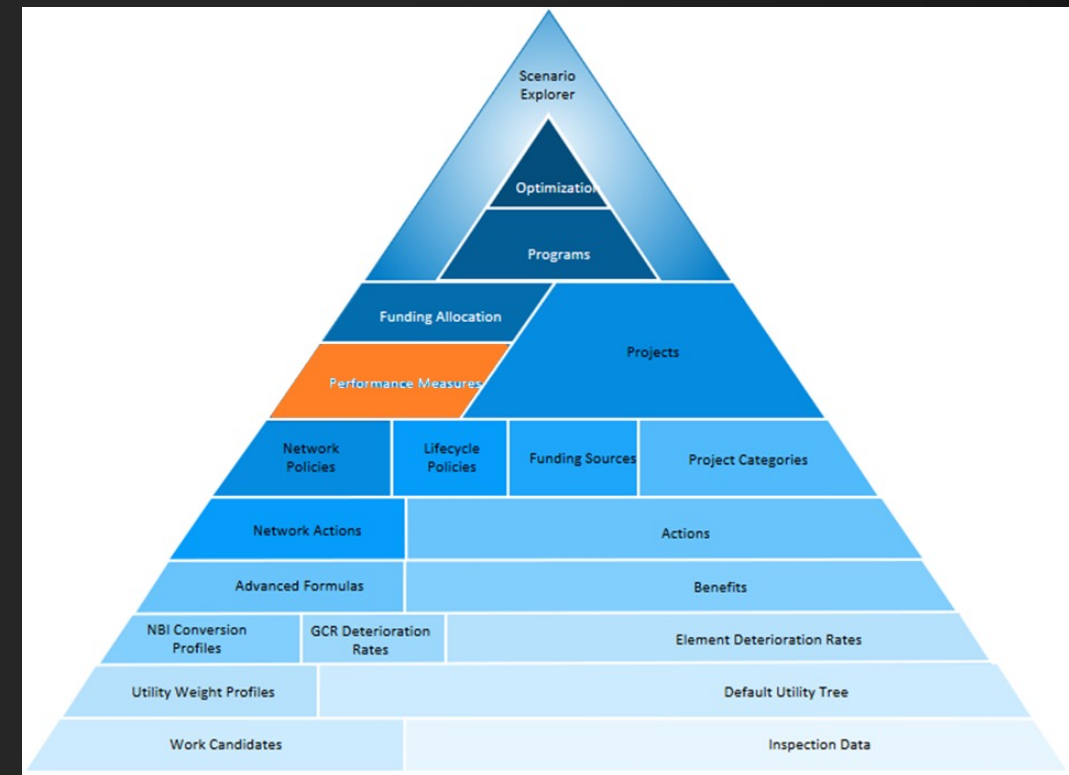 Scenario
Explorer
Optimization
Programs
Funding Allocation
Projects
Performance Measures
Network
Policies
Lifecycle
Policies
Funding Sources
Project Categories
Network Actions
Actions
Advanced Formulas
Benefits
NBI Conversion
Profiles
GCR Deterioration
Rates
Element Deterioration Rates
Utility Weight Profiles
Default Utility Tree
Work Candidates
Inspection Data